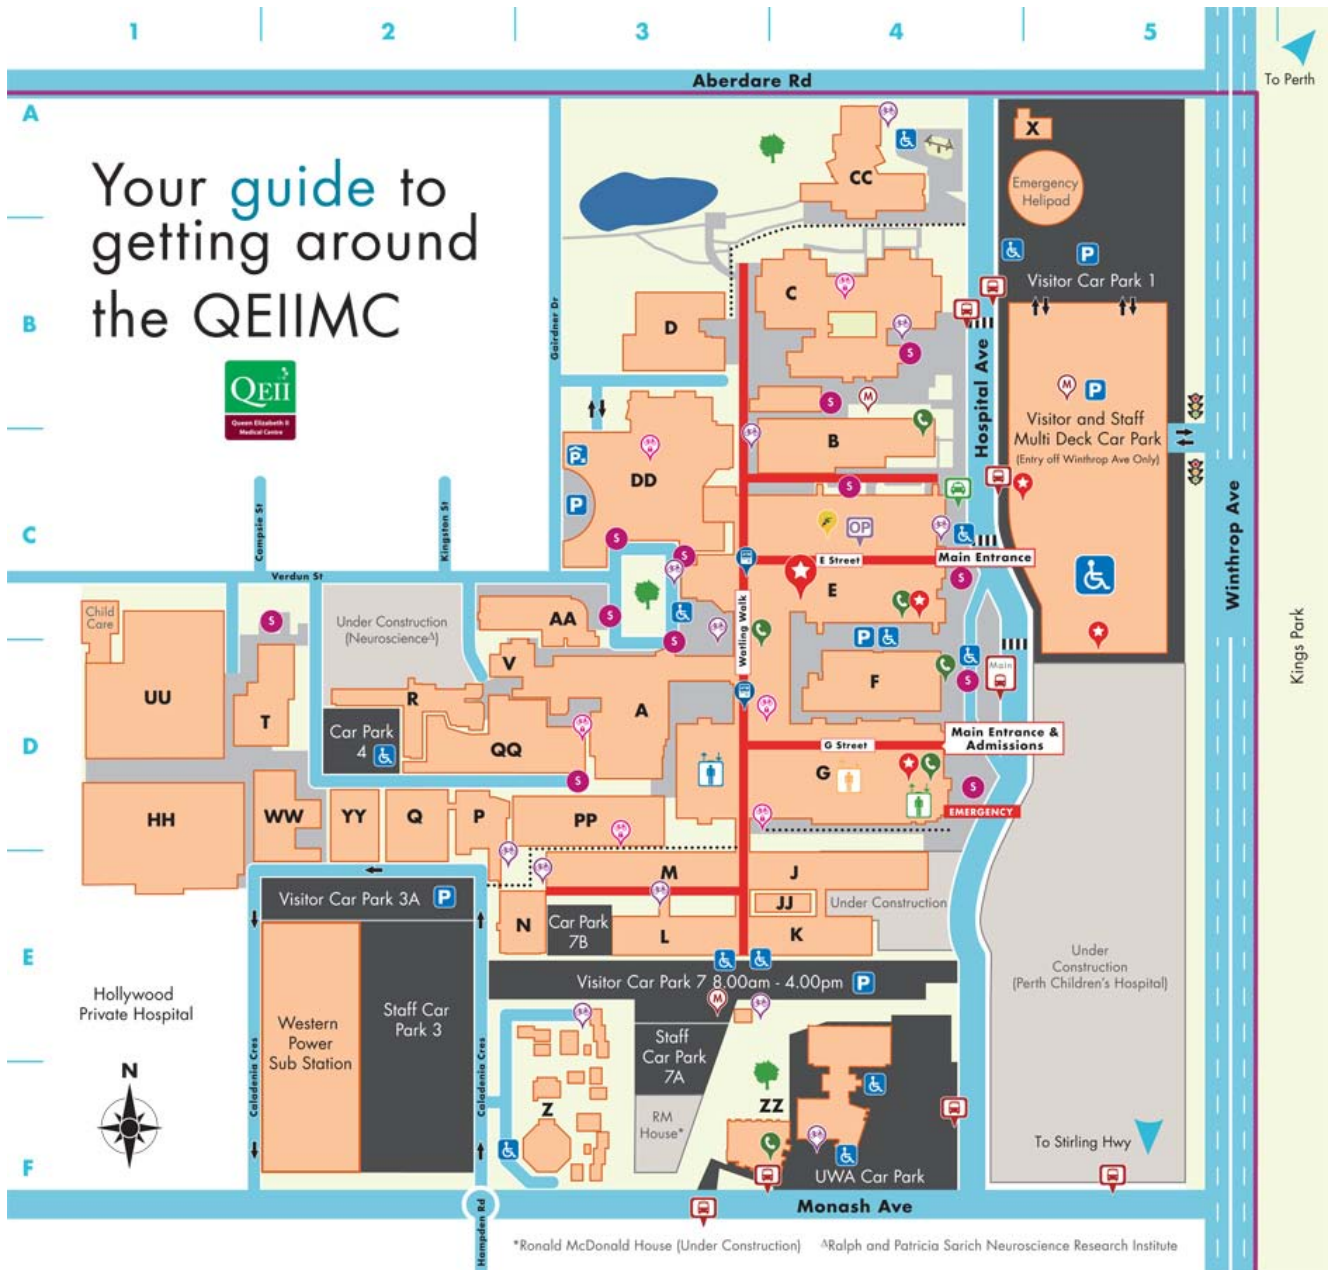 1 2 3 4 5
To Perth
Aberdare Rd
A
Your guide to
getting around
the QEIIMC
QEII
Queen Elizabeth II
Medical Centre
X
Emergency
Helipad
CC
P
Visitor Car Park 1
C
B
D
Gairdner Dr
S
M
P
Visitor and Staff
Multi Deck Car Park
(Entry off Winthrop Ave Only)
Hospital Ave
S
M
B
DD
P
P
S
C
Campsie St
Kingston St
OP
S
S
E Street
Main Entrance
Winthrop Ave
Verdun St
Child
Care
S
Under Construction
(Neuroscience△)
AA
S
S
Watling Walk
E
S
P
Kings Park
UU
T
V
R
A
F
S
Main
D
Car Park
4
QQ
S
G Street
Main Entrance &
Admissions
G
S
EMERGENCY
HH
WW
YY
Q
P
PP
M
J
Visitor Car Park 3A
P
N
Car Park
7B
L
JJ
K
Under Construction
E
Under
Construction
(Perth Children's Hospital)
Visitor Car Park 7 8.00am - 4.00pm
P
Hollywood
Private Hospital
Western
Power
Sub Station
Staff Car
Park 3
M
Staff
Car Park
7A
Caladenia Cres
Caladenia Cres
N
Z
RM
House*
ZZ
To Stirling Hwy
F
UWA Car Park
Monash Ave
Hampden Rd
*Ronald McDonald House (Under Construction) △Ralph and Patricia Sarich Neuroscience Research Institute